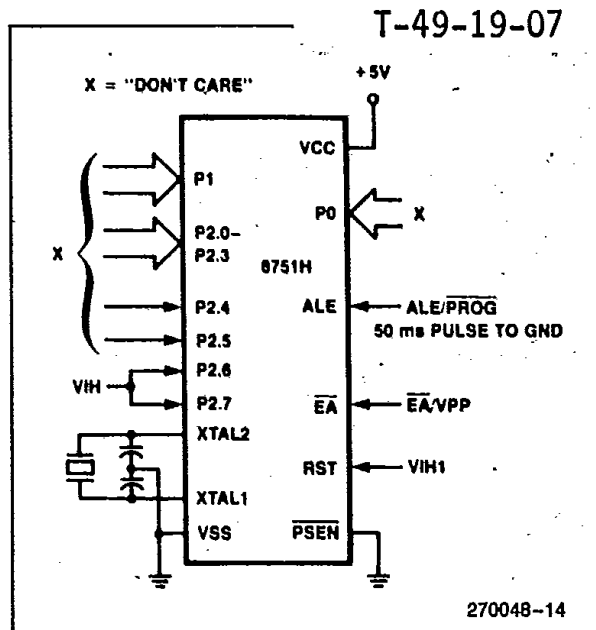 T-49-19-07
X = "DON'T CARE"
+5V
VCC
P1
P0
X
P2.0–
P2.3
X
8751H
P2.4
ALE
ALE/PROG
50 ms PULSE TO GND
P2.5
P2.6
VIH
P2.7
EA
EA/VPP
XTAL2
RST
VIH1
XTAL1
VSS
PSEN
270048–14